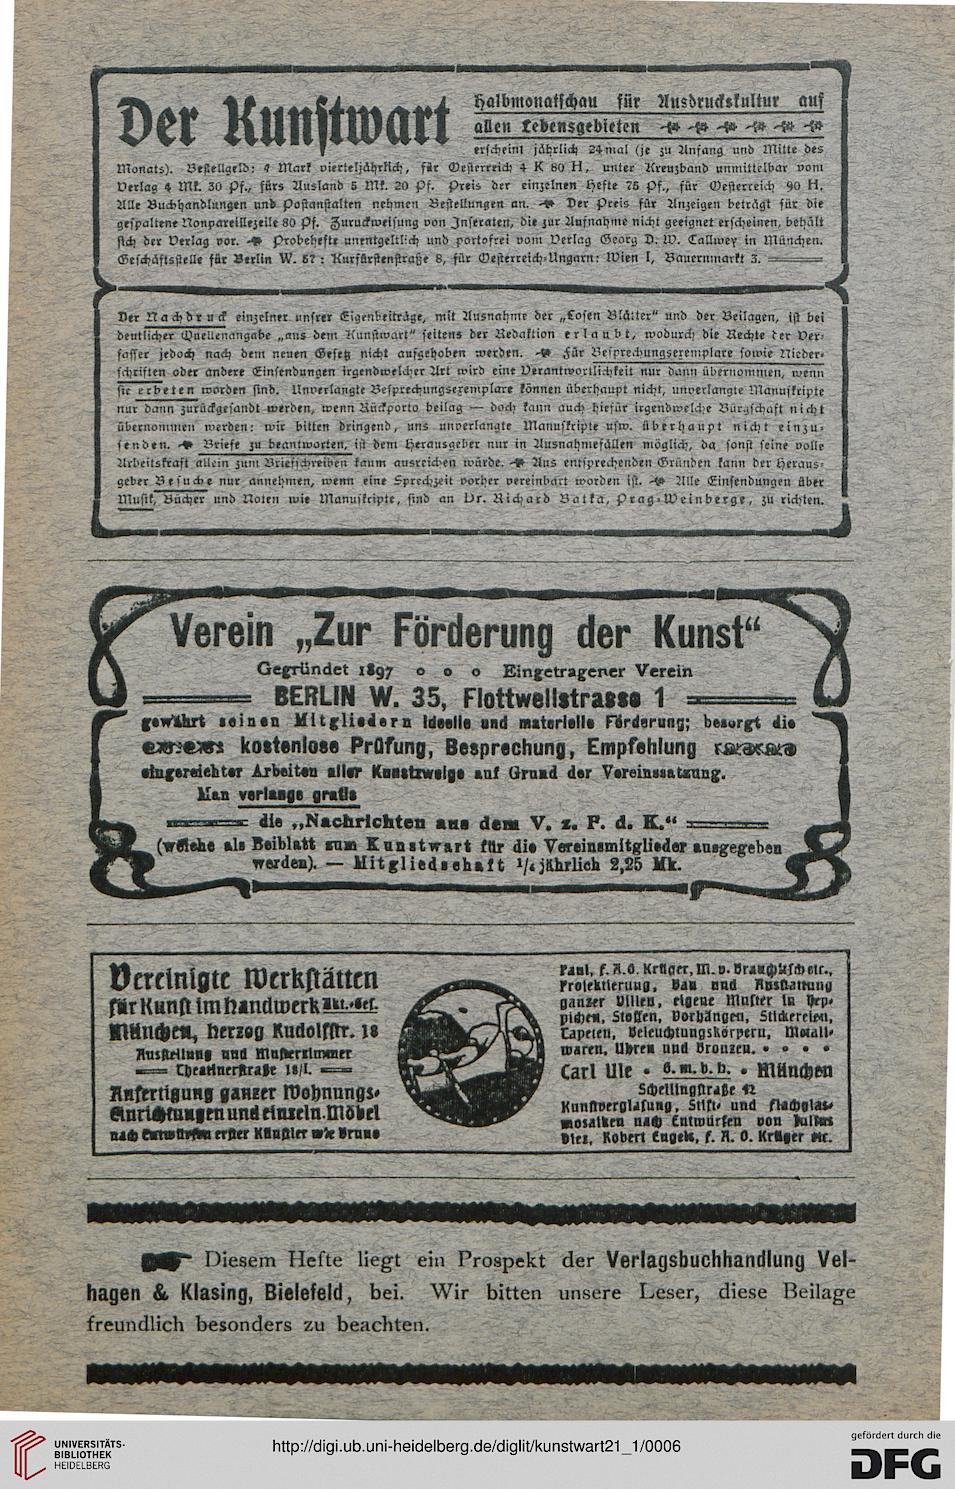 Der Kunstwart
Halbmonatschau für Ausdruckskultur auf
allen Lebensgebieten
erscheint jährlich 24mal (je zu Anfang und Mitte des
Monats). Bestellgeld: 4 Mark vierteljährlich, für Oesterreich 4 K 80 H, unter Kreuzband unmittelbar vom
Verlag 4 Mk. 30 Pf., fürs Ausland 5 Mk. 20 Pf. Preis der einzelnen Hefte 75 Pf., für Oesterreich 90 H.
Alle Buchhandlungen und Postanstalten nehmen Bestellungen an. Der Preis für Anzeigen beträgt für die
gespaltene Nonpareillezeile 80 Pf. Zurückweisung von Inseraten, die zur Aufnahme nicht geeignet erscheinen, behält
sich der Verlag vor. Probehefte unentgeltlich und portofrei vom Verlag Georg D. W. Callwey in München.
Geschäftsstelle für Berlin W. 57: Kurfürstenstraße 8, für Oesterreich-Ungarn: Wien I, Bauernmarkt 3.
Der Nachdruck einzelner unsrer Eigenbeiträge, mit Ausnahme der „Losen Blätter“ und der Beilagen, ist bei
deutlicher Quellenangabe „aus dem Kunstwart“ seitens der Redaktion erlaubt, wodurch die Rechte der Ver-
fasser jedoch nach dem neuen Gesetz nicht aufgehoben werden. Für Besprechungsexemplare sowie Nieder-
schriften oder andere Einsendungen irgendwelcher Art wird eine Verantwortlichkeit nur dann übernommen, wenn
sie erbeten worden sind. Unverlangte Besprechungsexemplare können überhaupt nicht, unverlangte Manuskripte
nur dann zurückgesandt werden, wenn Rückporto beilag — doch kann auch hiefür irgendwelche Bürgschaft nicht
übernommen werden: wir bitten dringend, uns unverlangte Manuskripte usw. überhaupt nicht einzu-
senden. Briefe zu beantworten, ist dem Herausgeber nur in Ausnahmefällen möglich, da sonst seine volle
Arbeitskraft allein zum Briefschreiben kaum ausreichen würde. Aus entsprechenden Gründen kann der Heraus-
geber Besuche nur annehmen, wenn eine Sprechzeit vorher vereinbart worden ist. Alle Einsendungen über
Musik, Bücher und Noten wie Manuskripte, sind an Dr. Richard Batka, Prag-Weinberge, zu richten.
Verein „Zur Förderung der Kunst“
Gegründet 1897 o o o Eingetragener Verein
BERLIN W. 35, Flottwellstrasse 1
gewährt seinen Mitgliedern ideelle und materielle Förderung; besorgt die
kostenlose Prüfung, Besprechung, Empfehlung
eingereichter Arbeiten aller Kunstzweige auf Grund der Vereinssatzung.
Man verlange gratis
die „Nachrichten aus dem V. z. F. d. K.“
(welche als Beiblatt zum Kunstwart für die Vereinsmitglieder ausgegeben
werden). — Mitgliedschaft 1/4 jährlich 2,25 Mk.
Vereinigte Werkstätten
für Kunst im Handwerk Akt.-Ges.
München, Herzog Rudolfstr. 18
Ausstellung und Musterzimmer
Theatinerstraße 18/I.
Anfertigung ganzer Wohnungs-
Einrichtungen und einzeln. Möbel
nach Entwürfen erster Künstler wie Bruno
Paul, F. A. O. Krüger, M. v. Brauchitsch etc.,
Projektierung, Bau und Ausstattung
ganzer Villen, eigene Muster in Tep-
pichen, Stoffen, Vorhängen, Stickereien,
Tapeten, Beleuchtungskörpern, Metall-
waren, Uhren und Bronzen. • • • •
Carl Ule • G. m. b. H. • München
Schellingstraße 42
Kunstverglasung, Stift- und Flachglas-
mosaiken nach Entwürfen von Julius
Diez, Robert Engels, F. A. O. Krüger etc.
Diesem Hefte liegt ein Prospekt der Verlagsbuchhandlung Vel-
hagen & Klasing, Bielefeld, bei. Wir bitten unsere Leser, diese Beilage
freundlich besonders zu beachten.
UNIVERSITÄTS-
BIBLIOTHEK
HEIDELBERG
http://digi.ub.uni-heidelberg.de/diglit/kunstwart21_1/0006
gefördert durch die
DFG